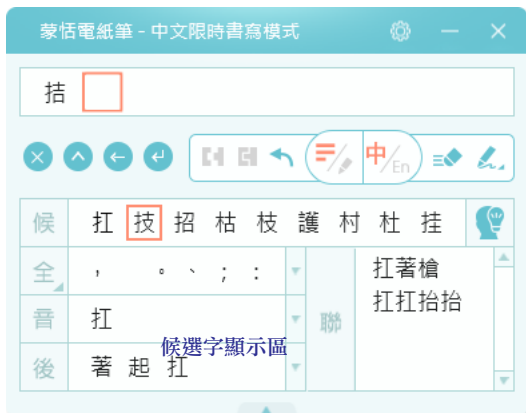 蒙恬電紙筆 - 中文限時書寫模式
拮
中/En
候 扛 技 招 枯 枝 護 村 杜 挂
全 , 。 、 ; :
音 扛
後 著 起 扛
聯 扛著槍
扛扛抬抬
候選字顯示區